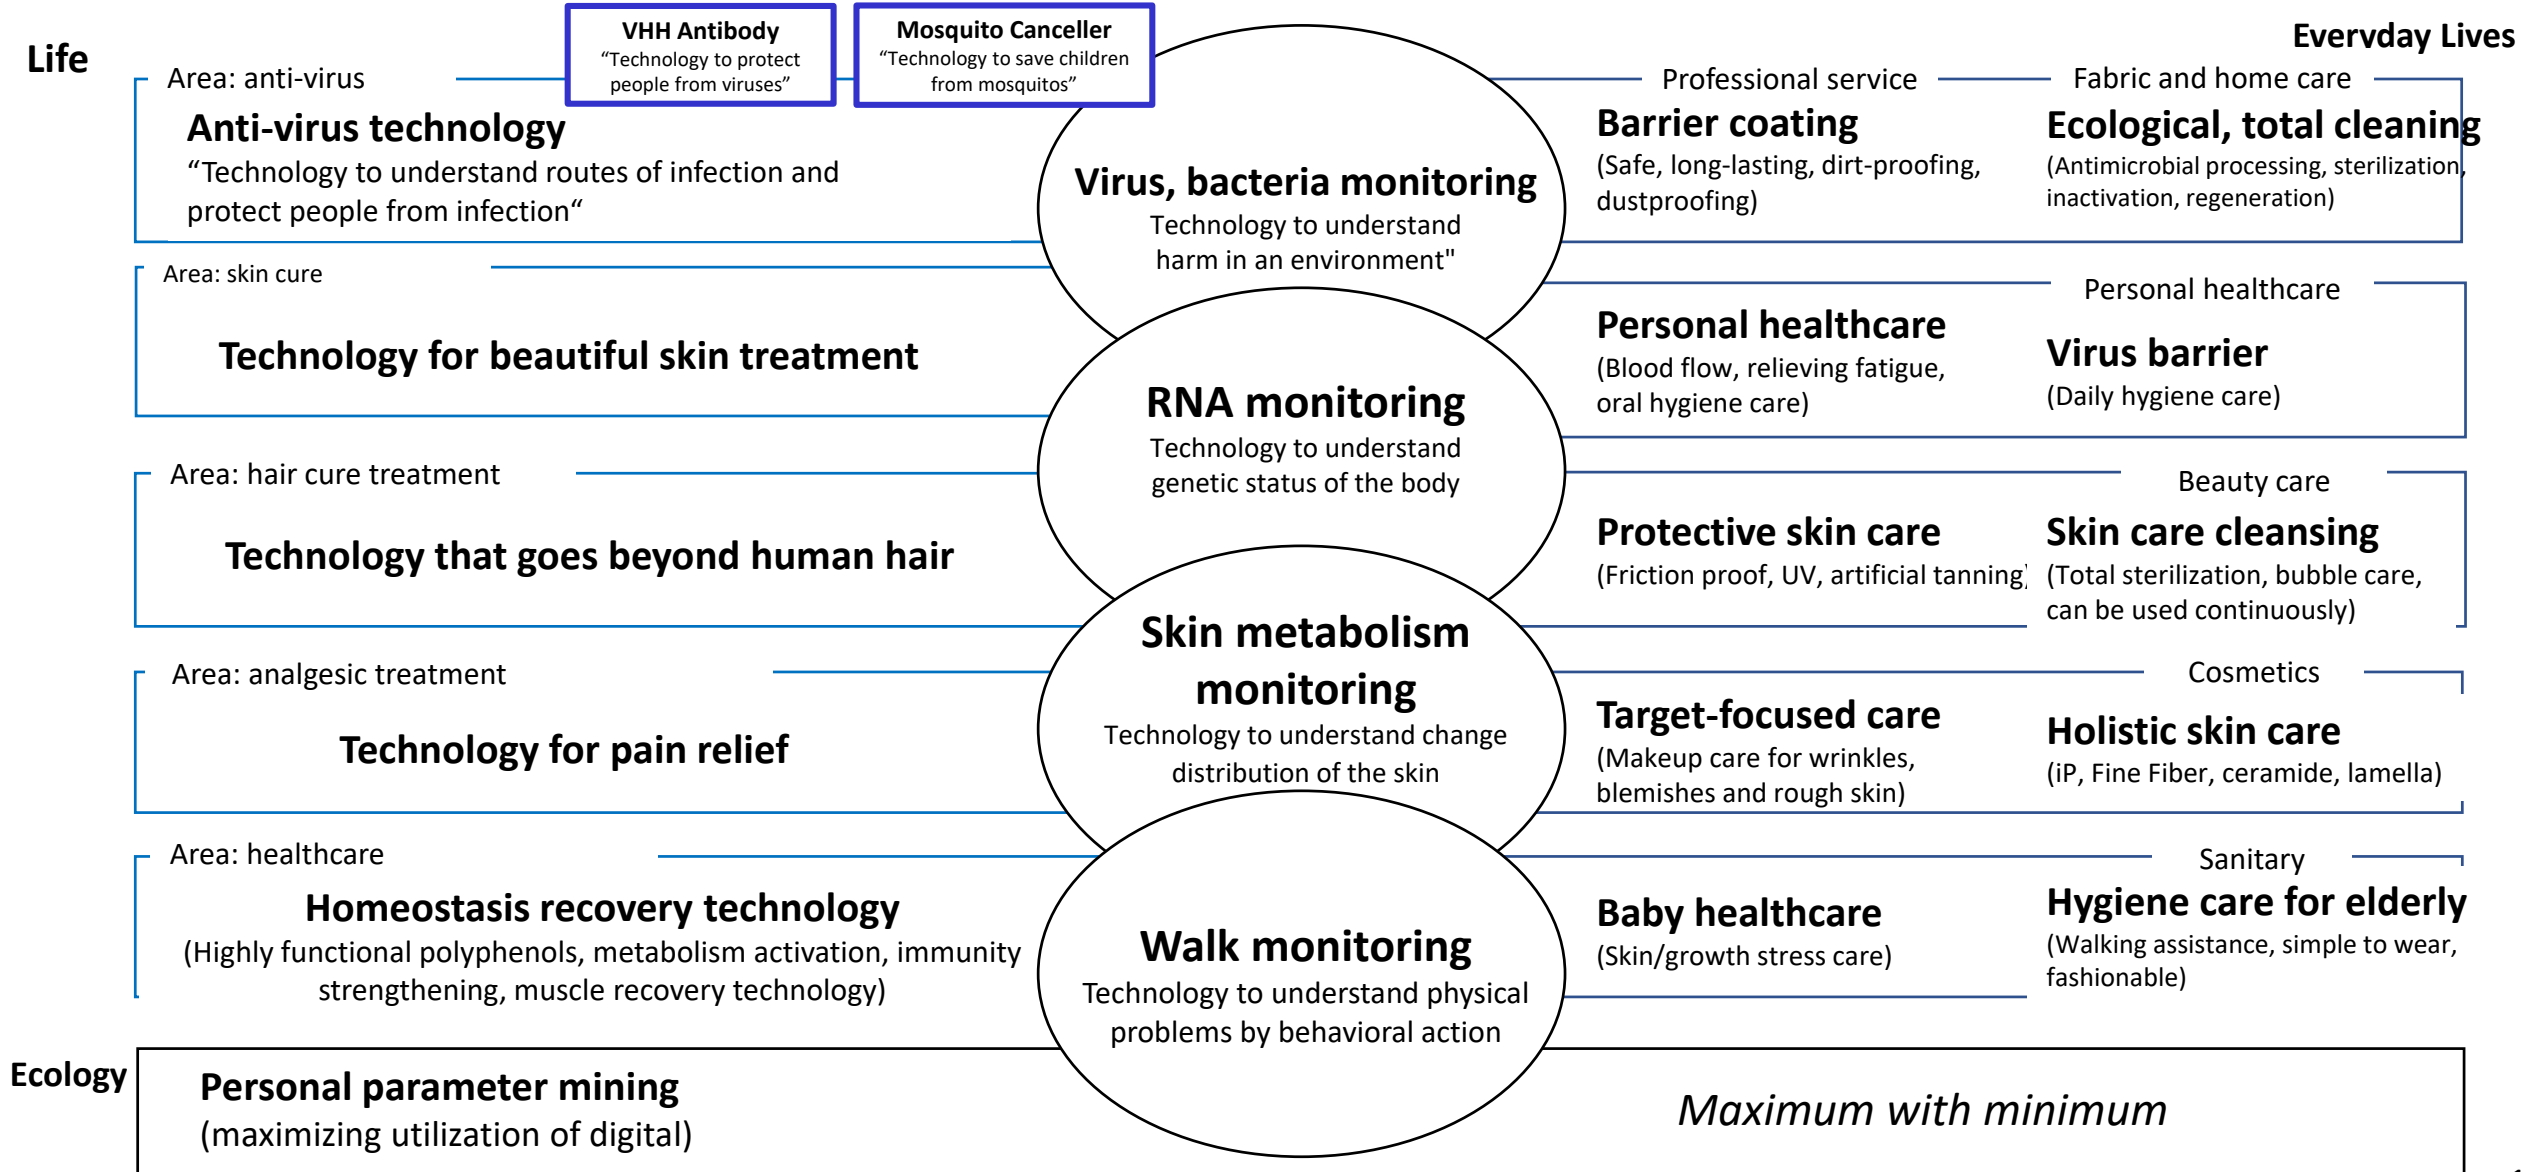 Life
VHH Antibody
“Technology to protect
people from viruses”
Mosquito Canceller
“Technology to save children
from mosquitos”
Everyday Lives
Area: anti-virus
Anti-virus technology
“Technology to understand routes of infection and
protect people from infection“
Virus, bacteria monitoring
Technology to understand
harm in an environment"
Professional service
Barrier coating
(Safe, long-lasting, dirt-proofing,
dustproofing)
Fabric and home care
Ecological, total cleaning
(Antimicrobial processing, sterilization,
inactivation, regeneration)
Area: skin cure
Technology for beautiful skin treatment
RNA monitoring
Technology to understand
genetic status of the body
Personal healthcare
Personal healthcare
(Blood flow, relieving fatigue,
oral hygiene care)
Virus barrier
(Daily hygiene care)
Area: hair cure treatment
Technology that goes beyond human hair
Beauty care
Protective skin care
(Friction proof, UV, artificial tanning)
Skin care cleansing
(Total sterilization, bubble care,
can be used continuously)
Skin metabolism
monitoring
Technology to understand change
distribution of the skin
Area: analgesic treatment
Technology for pain relief
Cosmetics
Target-focused care
(Makeup care for wrinkles,
blemishes and rough skin)
Holistic skin care
(iP, Fine Fiber, ceramide, lamella)
Area: healthcare
Homeostasis recovery technology
(Highly functional polyphenols, metabolism activation, immunity
strengthening, muscle recovery technology)
Walk monitoring
Technology to understand physical
problems by behavioral action
Sanitary
Baby healthcare
(Skin/growth stress care)
Hygiene care for elderly
(Walking assistance, simple to wear,
fashionable)
Ecology
Personal parameter mining
(maximizing utilization of digital)
Maximum with minimum